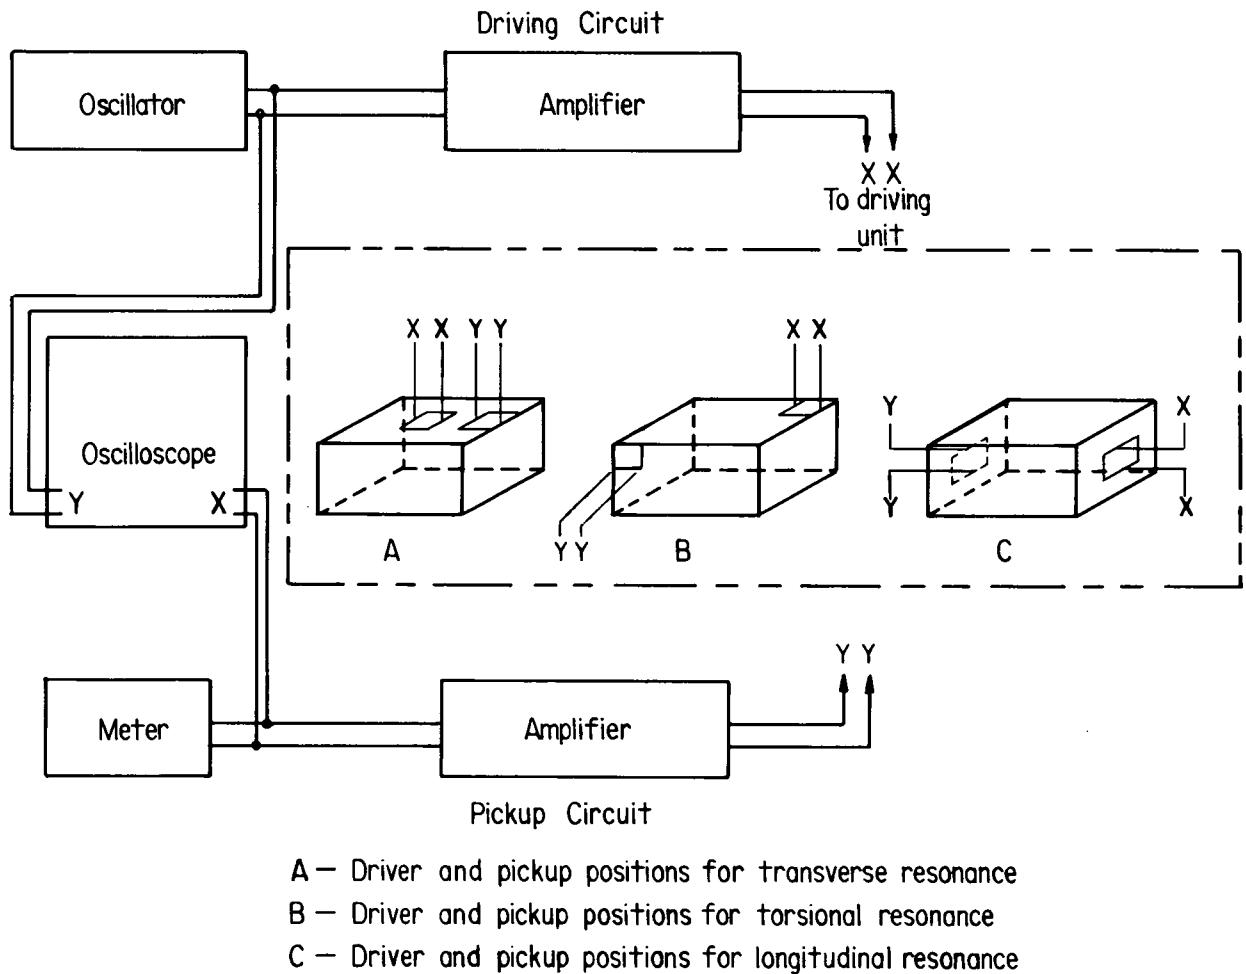 Driving Circuit
Oscillator
Amplifier
X X
To driving
unit
X X Y Y
X X
Y
X
Oscilloscope
Y X
Y
X
Y Y
A
B
C
Y Y
Meter
Amplifier
Pickup Circuit
A – Driver and pickup positions for transverse resonance
B – Driver and pickup positions for torsional resonance
C – Driver and pickup positions for longitudinal resonance